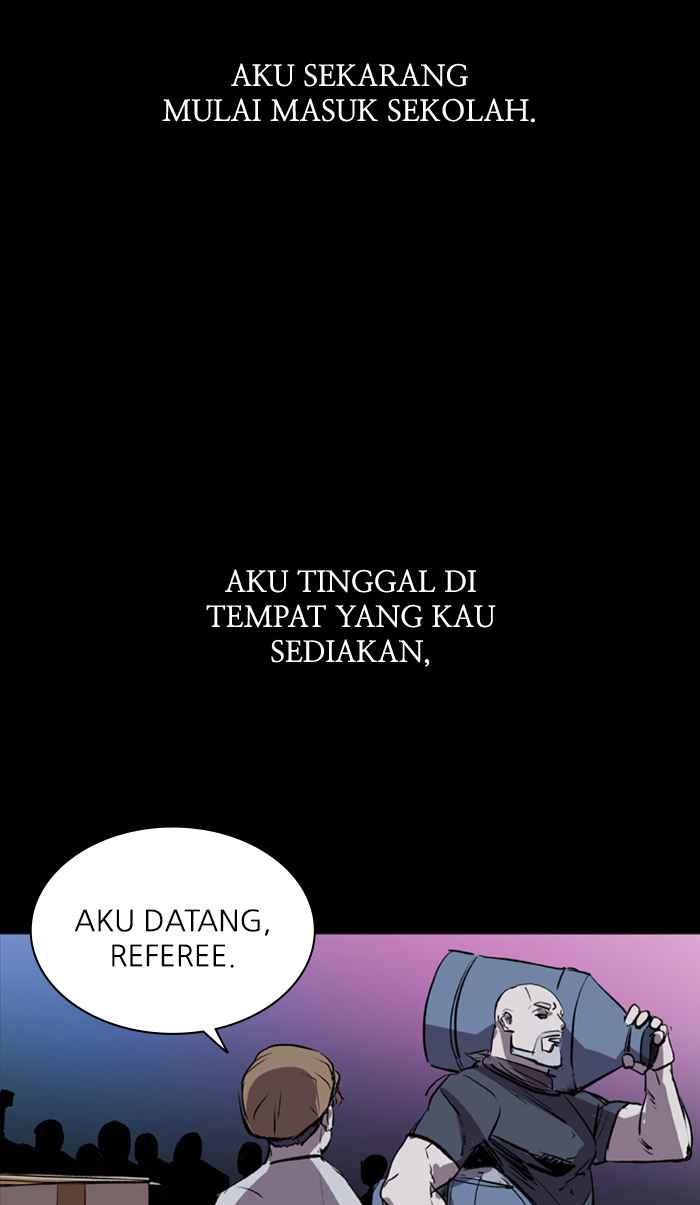 AKU SEKARANG
MULAI MASUK SEKOLAH.
AKU TINGGAL DI
TEMPAT YANG KAU
SEDIAKAN,
AKU DATANG,
REFEREE.